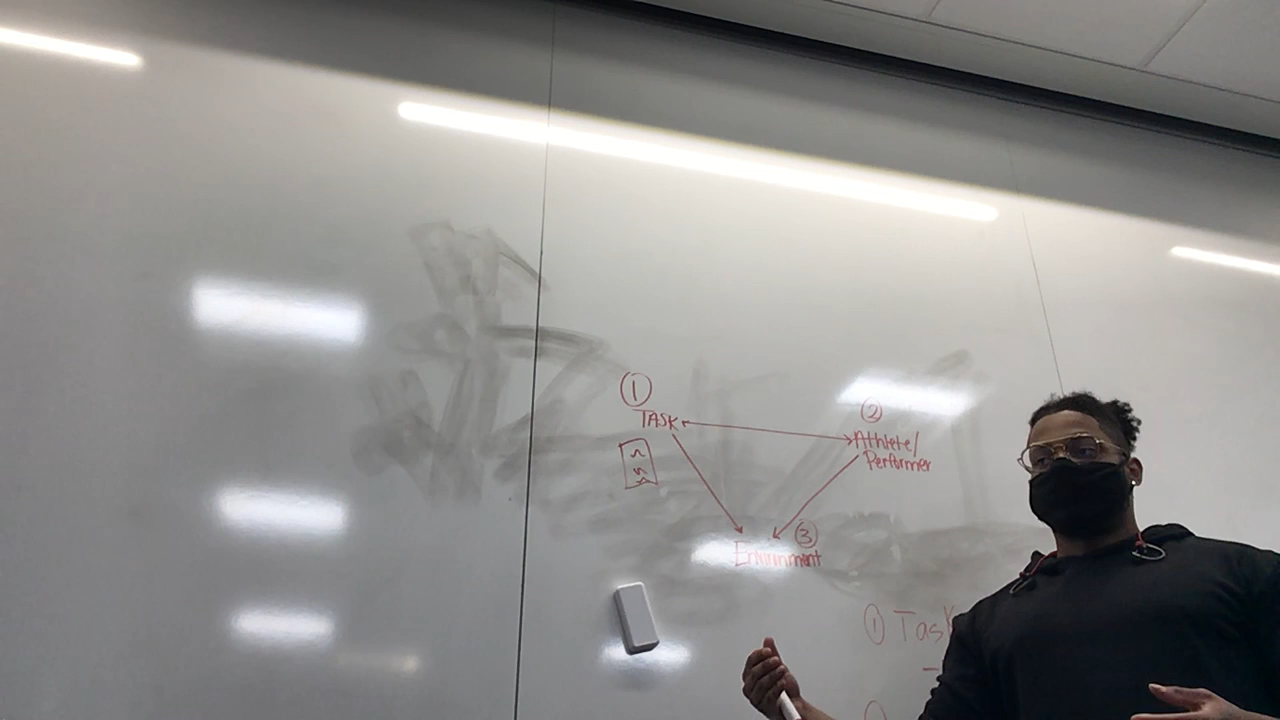 ①
TASK
②
Athlete/
Performer
③
Environment
① Task